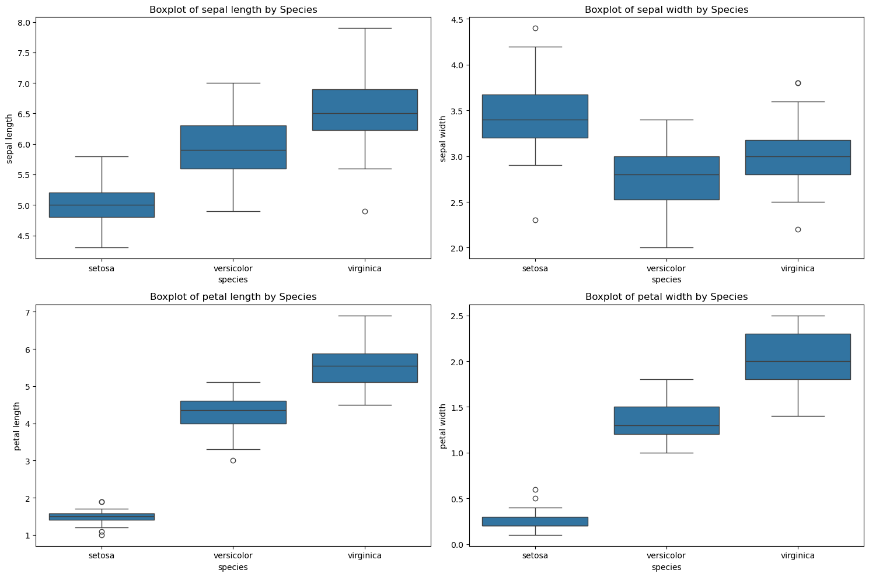 Boxplot of sepal length by Species
sepal length
8.0
7.5
7.0
6.5
6.0
5.5
5.0
4.5
setosa
versicolor
virginica
species
Boxplot of sepal width by Species
sepal width
4.5
4.0
3.5
3.0
2.5
2.0
setosa
versicolor
virginica
species
Boxplot of petal length by Species
petal length
7
6
5
4
3
2
1
setosa
versicolor
virginica
species
Boxplot of petal width by Species
petal width
2.5
2.0
1.5
1.0
0.5
0.0
setosa
versicolor
virginica
species